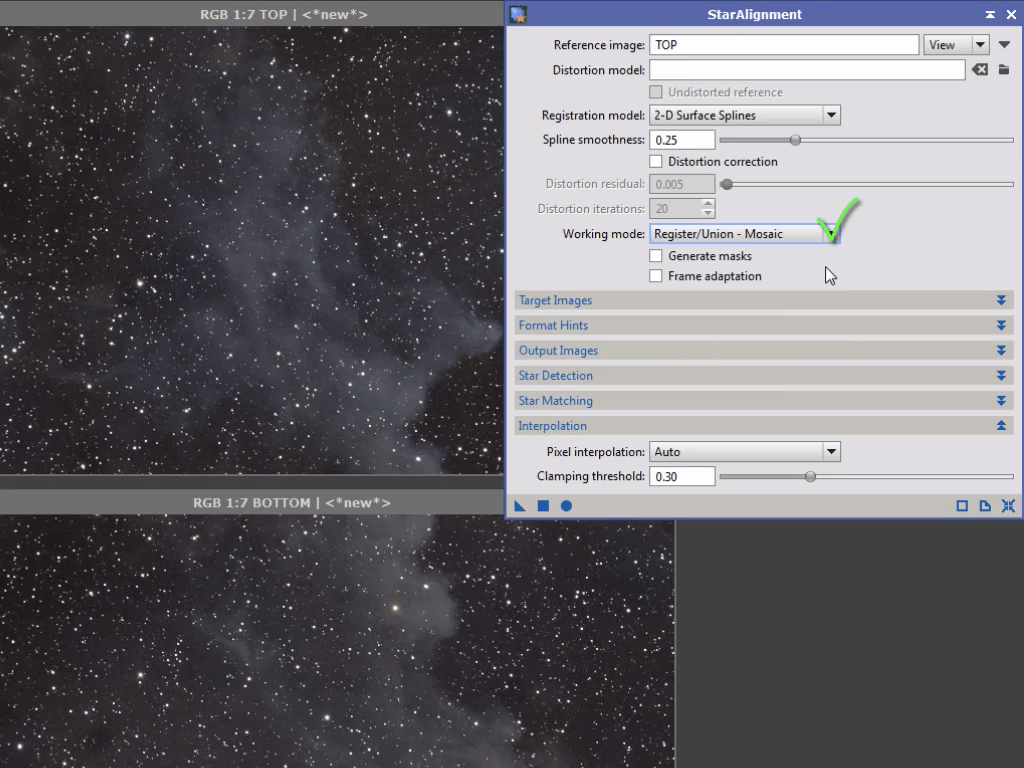 RGB 1:7 TOP | <*new*>
StarAlignment
Reference image: TOP View
Distortion model:
Undistorted reference
Registration model: 2-D Surface Splines
Spline smoothness: 0.25
Distortion correction
Distortion residual: 0.005
Distortion iterations: 20
Working mode: Register/Union - Mosaic
Generate masks
Frame adaptation
Target Images
Format Hints
Output Images
Star Detection
Star Matching
Interpolation
Pixel interpolation: Auto
Clamping threshold: 0.30
RGB 1:7 BOTTOM | <*new*>